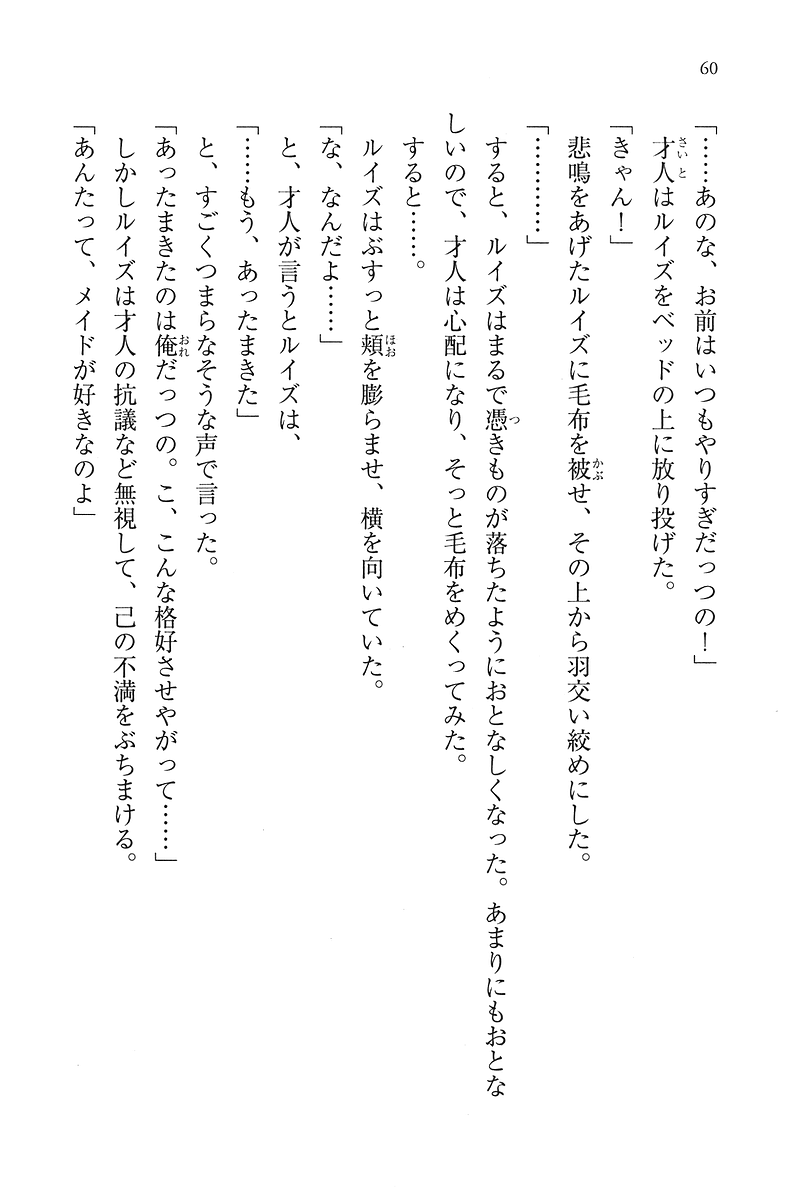 60
「……あのな、お前はいつもやりすぎだっつの！」
才人はルイズをベッドの上に放り投げた。
「きゃん！」
悲鳴をあげたルイズに毛布を被せ、その上から羽交い絞めにした。
「…………」
すると、ルイズはまるで憑きものが落ちたようにおとなしくなった。あまりにもおとな
しいので、才人は心配になり、そっと毛布をめくってみた。
すると……。
ルイズはぶすっと頬を膨らませ、横を向いていた。
「な、なんだよ……」
と、才人が言うとルイズは、
「……もう、あったまきた」
と、すごくつまらなそうな声で言った。
「あったまきたのは俺だっつの。こ、こんな格好させやがって……」
しかしルイズは才人の抗議など無視して、己の不満をぶちまける。
「あんたって、メイドが好きなのよ」